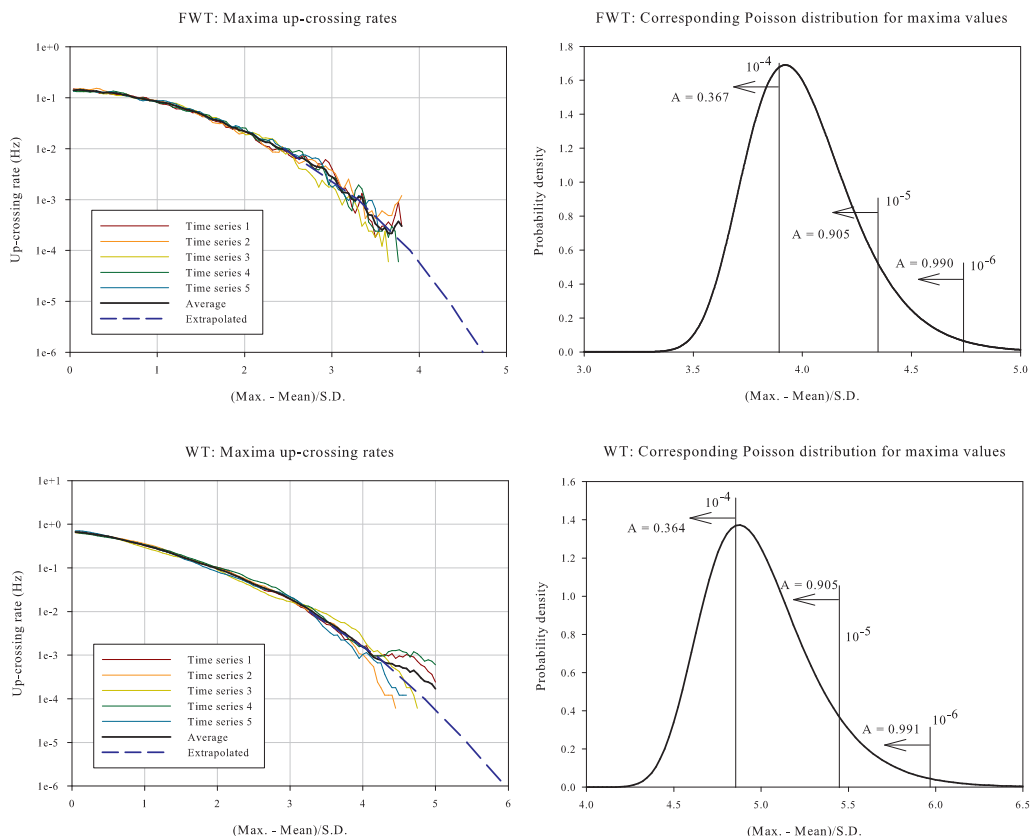 FWT: Maxima up-crossing rates
1e+0
1e-1
1e-2
1e-3
1e-4
1e-5
1e-6
Up-crossing rate (Hz)
Time series 1
Time series 2
Time series 3
Time series 4
Time series 5
Average
Extrapolated
0 1 2 3 4 5
(Max. - Mean)/S.D.
FWT: Corresponding Poisson distribution for maxima values
1.8
1.6
1.4
1.2
1.0
0.8
0.6
0.4
0.2
0.0
Probability density
10-4
A = 0.367
10-5
A = 0.905
10-6
A = 0.990
3.0 3.5 4.0 4.5 5.0
(Max. - Mean)/S.D.
WT: Maxima up-crossing rates
1e+1
1e+0
1e-1
1e-2
1e-3
1e-4
1e-5
1e-6
Up-crossing rate (Hz)
Time series 1
Time series 2
Time series 3
Time series 4
Time series 5
Average
Extrapolated
0 1 2 3 4 5 6
(Max. - Mean)/S.D.
WT: Corresponding Poisson distribution for maxima values
1.6
1.4
1.2
1.0
0.8
0.6
0.4
0.2
0.0
Probability density
10-4
A = 0.364
A = 0.905
10-5
10-6
A = 0.991
4.0 4.5 5.0 5.5 6.0 6.5
(Max. - Mean)/S.D.